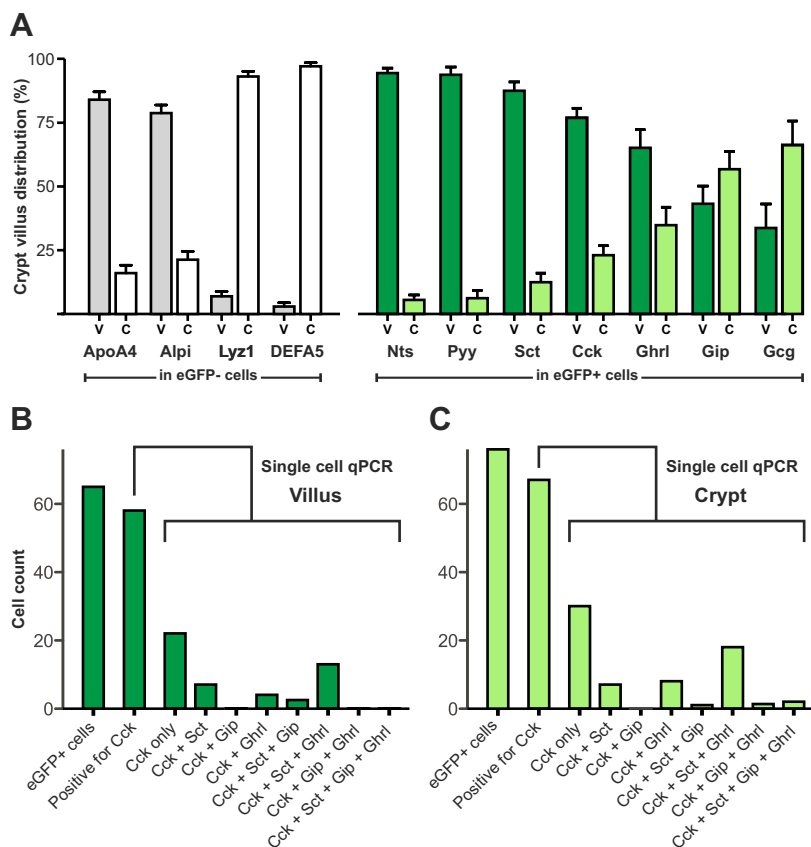 A
Crypt villus distribution (%)
100
75
50
25
V C V C V C V C V C V C V C V C V C V C V C
ApoA4 Alpi Lyz1 DEFA5 Nts Pyy Sct Cck Ghrl Gip Gcg
in eGFP- cells in eGFP+ cells
B
Single cell qPCR
Villus
Cell count
60
40
20
0
eGFP+ cells
Positive for Cck
Cck only
Cck + Sct
Cck + Gip
Cck + Ghrl
Cck + Sct + Gip
Cck + Sct + Ghrl
Cck + Gip + Ghrl
Cck + Sct + Gip + Ghrl
C
Single cell qPCR
Crypt
60
40
20
0
eGFP+ cells
Positive for Cck
Cck only
Cck + Sct
Cck + Gip
Cck + Ghrl
Cck + Sct + Gip
Cck + Sct + Ghrl
Cck + Gip + Ghrl
Cck + Sct + Gip + Ghrl